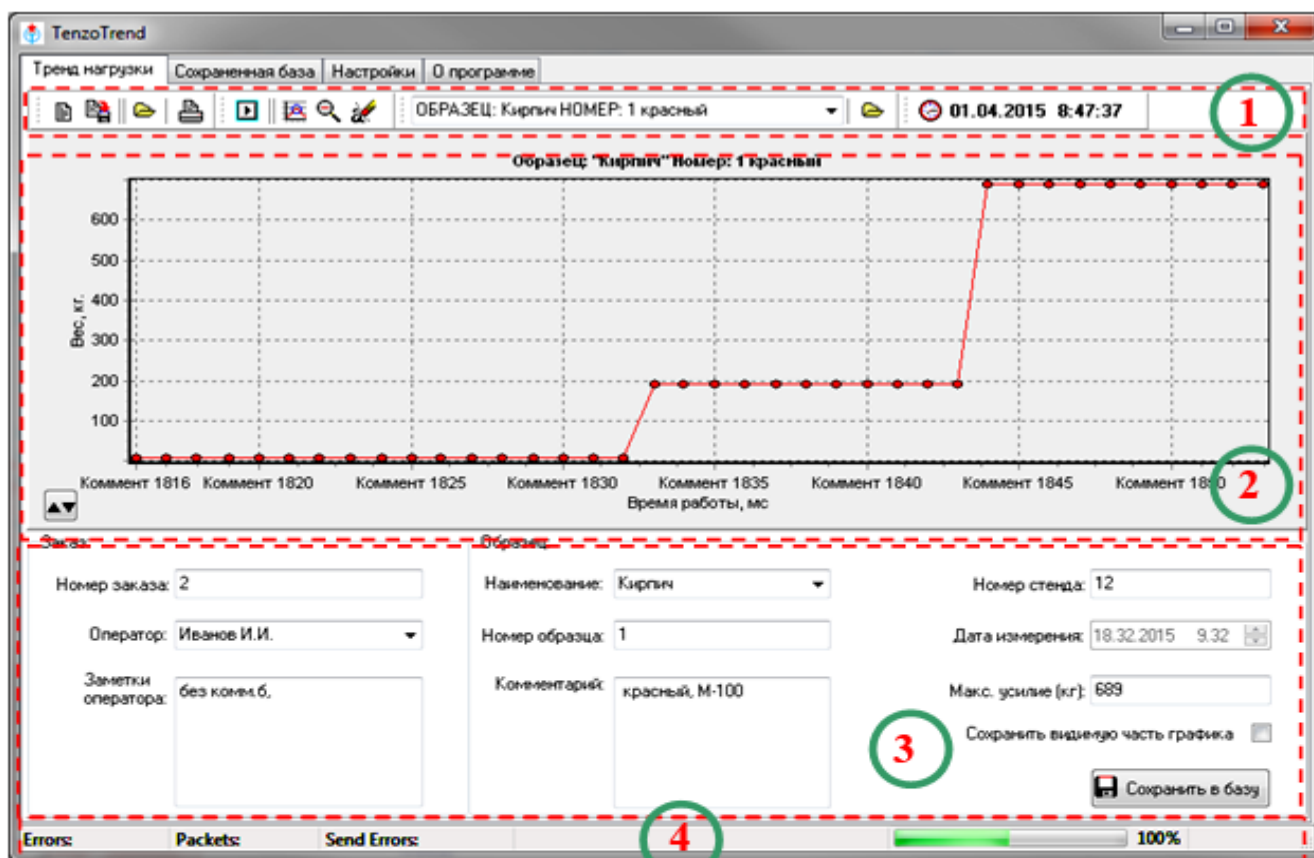 TenzoTrend
Тренд нагрузки Сохраненная база Настройки О программе
ОБРАЗЕЦ: Кирпич НОМЕР: 1 красный 01.04.2015 8:47:37 1
Образец: "Кирпич" Номер: 1 красный
Вес, кг.
600
500
400
300
200
100
Коммент 1816 Коммент 1820 Коммент 1825 Коммент 1830 Коммент 1835 Коммент 1840 Коммент 1845 Коммент 1850
2
Время работы, мс
Заказ Образец
Номер заказа: 2 Наименование: Кирпич Номер стенда: 12
Оператор: Иванов И.И. Номер образца: 1 Дата измерения: 18.32.2015 9.32
Заметки оператора: без комм.б, Комментарий: красный, М-100 Макс. усилие (кг): 689
3 Сохранить видимую часть графика
Сохранить в базу
Errors: Packets: Send Errors: 4 100%